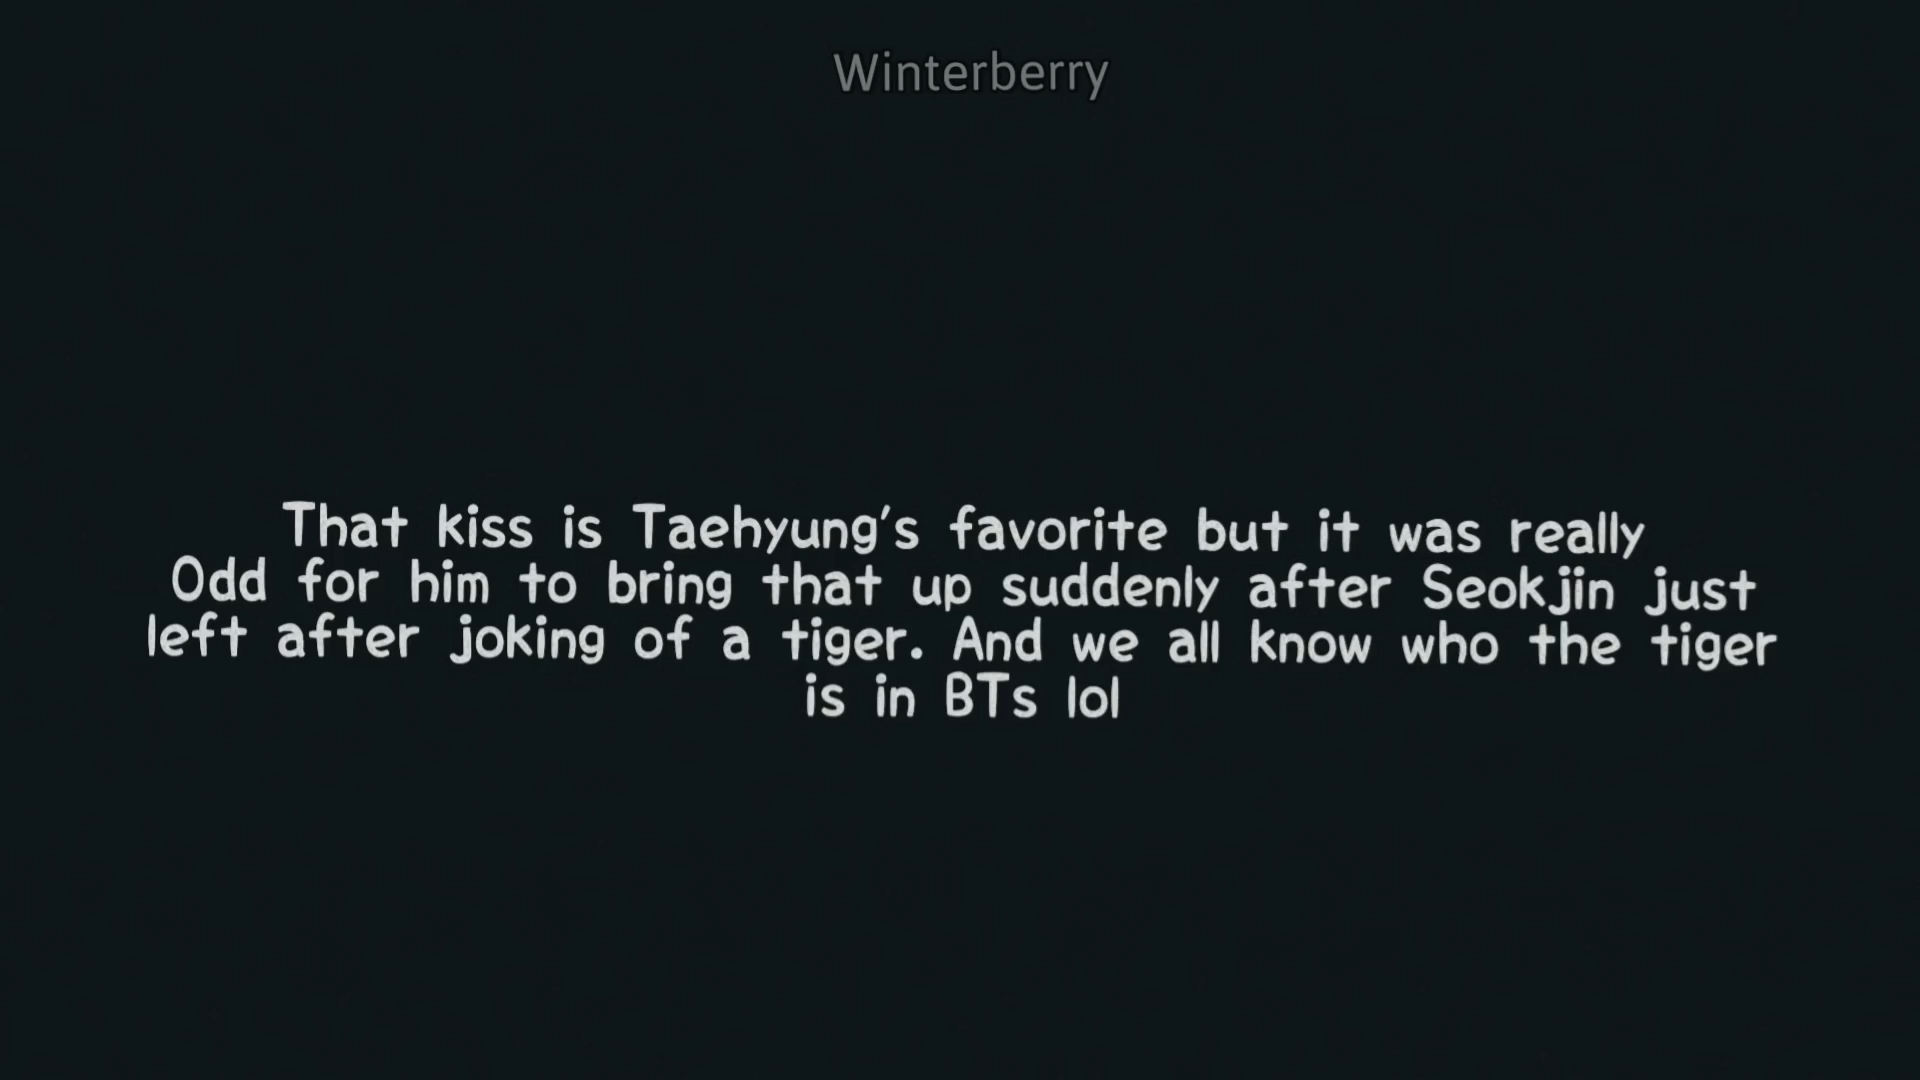 Winterberry
That kiss is Taehyung's favorite but it was really
Odd for him to bring that up suddenly after Seokjin just
left after joking of a tiger. And we all know who the tiger
is in BTs lol